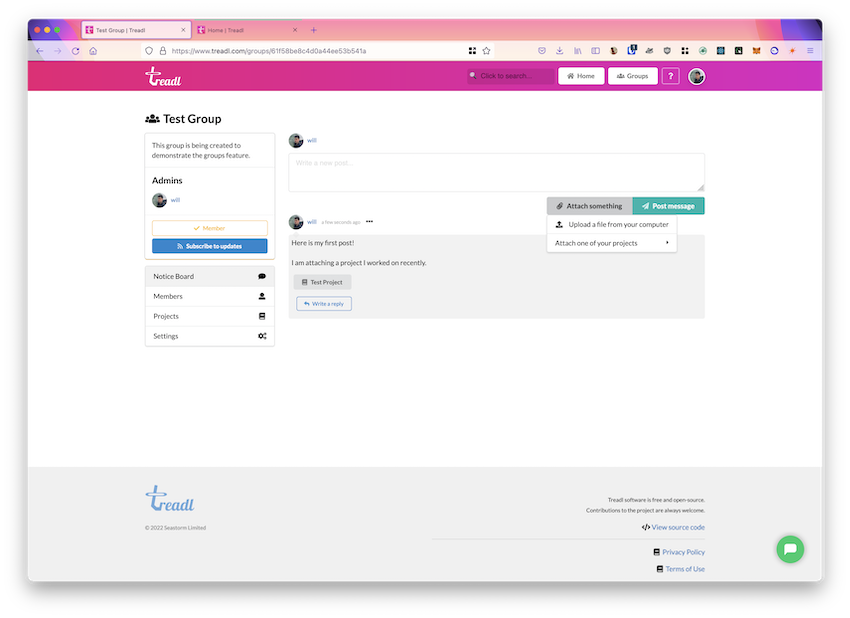 Test Group | Treadl
Home | Treadl
https://www.treadl.com/groups/61f58be8c4d0a44ee53b541a
Treadl
Click to search...
Home
Groups
?
Test Group
This group is being created to
demonstrate the groups feature.
Admins
will
Member
Subscribe to updates
Notice Board
Members
Projects
Settings
will
Write a new post...
Attach something
Post message
Upload a file from your computer
Attach one of your projects
will a few seconds ago
Here is my first post!
I am attaching a project I worked on recently.
Test Project
Write a reply
Treadl
© 2022 Seastorm Limited
Treadl software is free and open-source.
Contributions to the project are always welcome.
View source code
Privacy Policy
Terms of Use